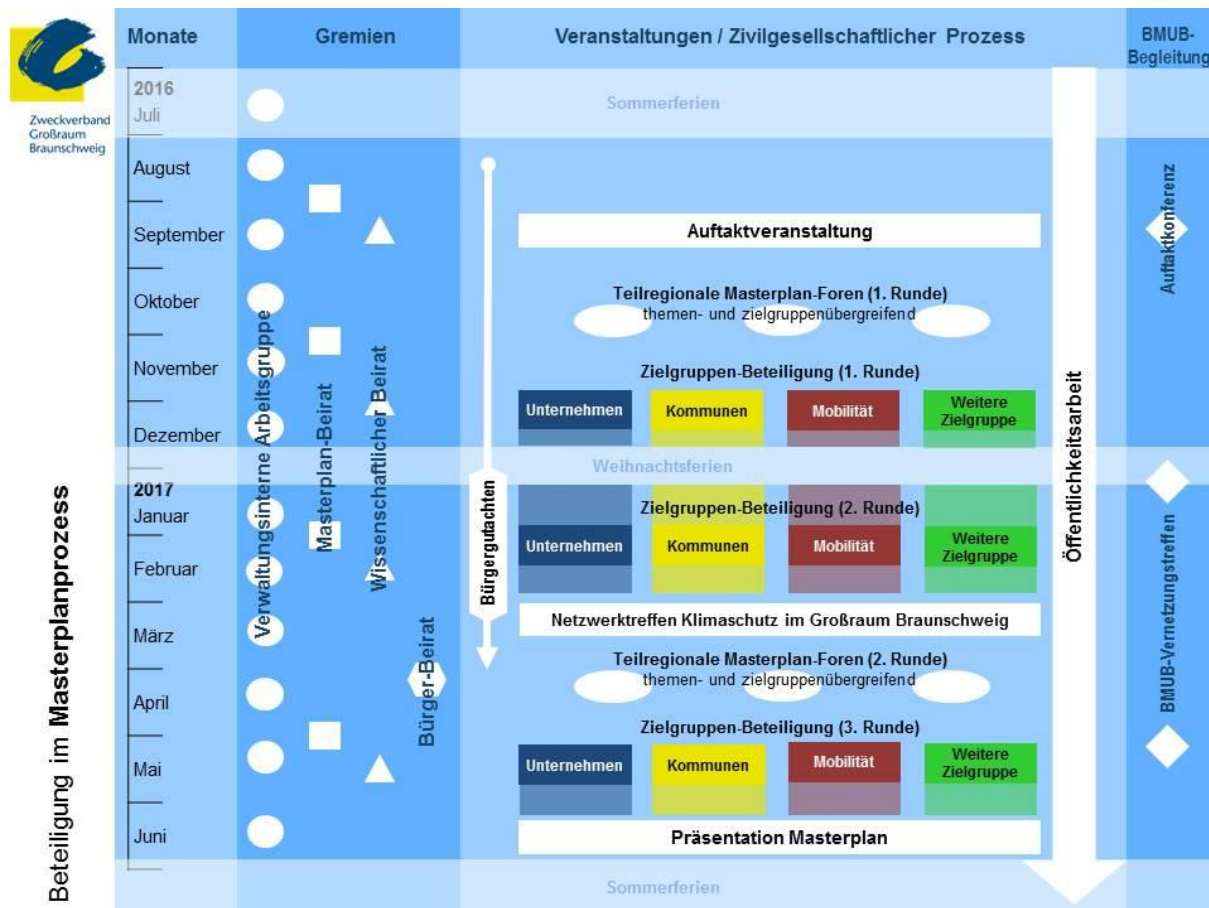 Zweckverband
Großraum
Braunschweig
Beteiligung im Masterplanprozess
Monate
Gremien
Veranstaltungen / Zivilgesellschaftlicher Prozess
BMUB-
Begleitung
2016
Juli
August
September
Oktober
November
Dezember
2017
Januar
Februar
März
April
Mai
Juni
Verwaltungsinterne Arbeitsgruppe
Masterplan-Beirat
Wissenschaftlicher Beirat
Bürger-Beirat
Bürgergutachten
Sommerferien
Auftaktveranstaltung
Teilregionale Masterplan-Foren (1. Runde)
themen- und zielgruppenübergreifend
Zielgruppen-Beteiligung (1. Runde)
Unternehmen
Kommunen
Mobilität
Weitere
Zielgruppe
Weihnachtsferien
Zielgruppen-Beteiligung (2. Runde)
Unternehmen
Kommunen
Mobilität
Weitere
Zielgruppe
Netzwerktreffen Klimaschutz im Großraum Braunschweig
Teilregionale Masterplan-Foren (2. Runde)
themen- und zielgruppenübergreifend
Zielgruppen-Beteiligung (3. Runde)
Unternehmen
Kommunen
Mobilität
Weitere
Zielgruppe
Präsentation Masterplan
Sommerferien
Öffentlichkeitsarbeit
Auftaktkonferenz
BMUB-Vernetzungstreffen